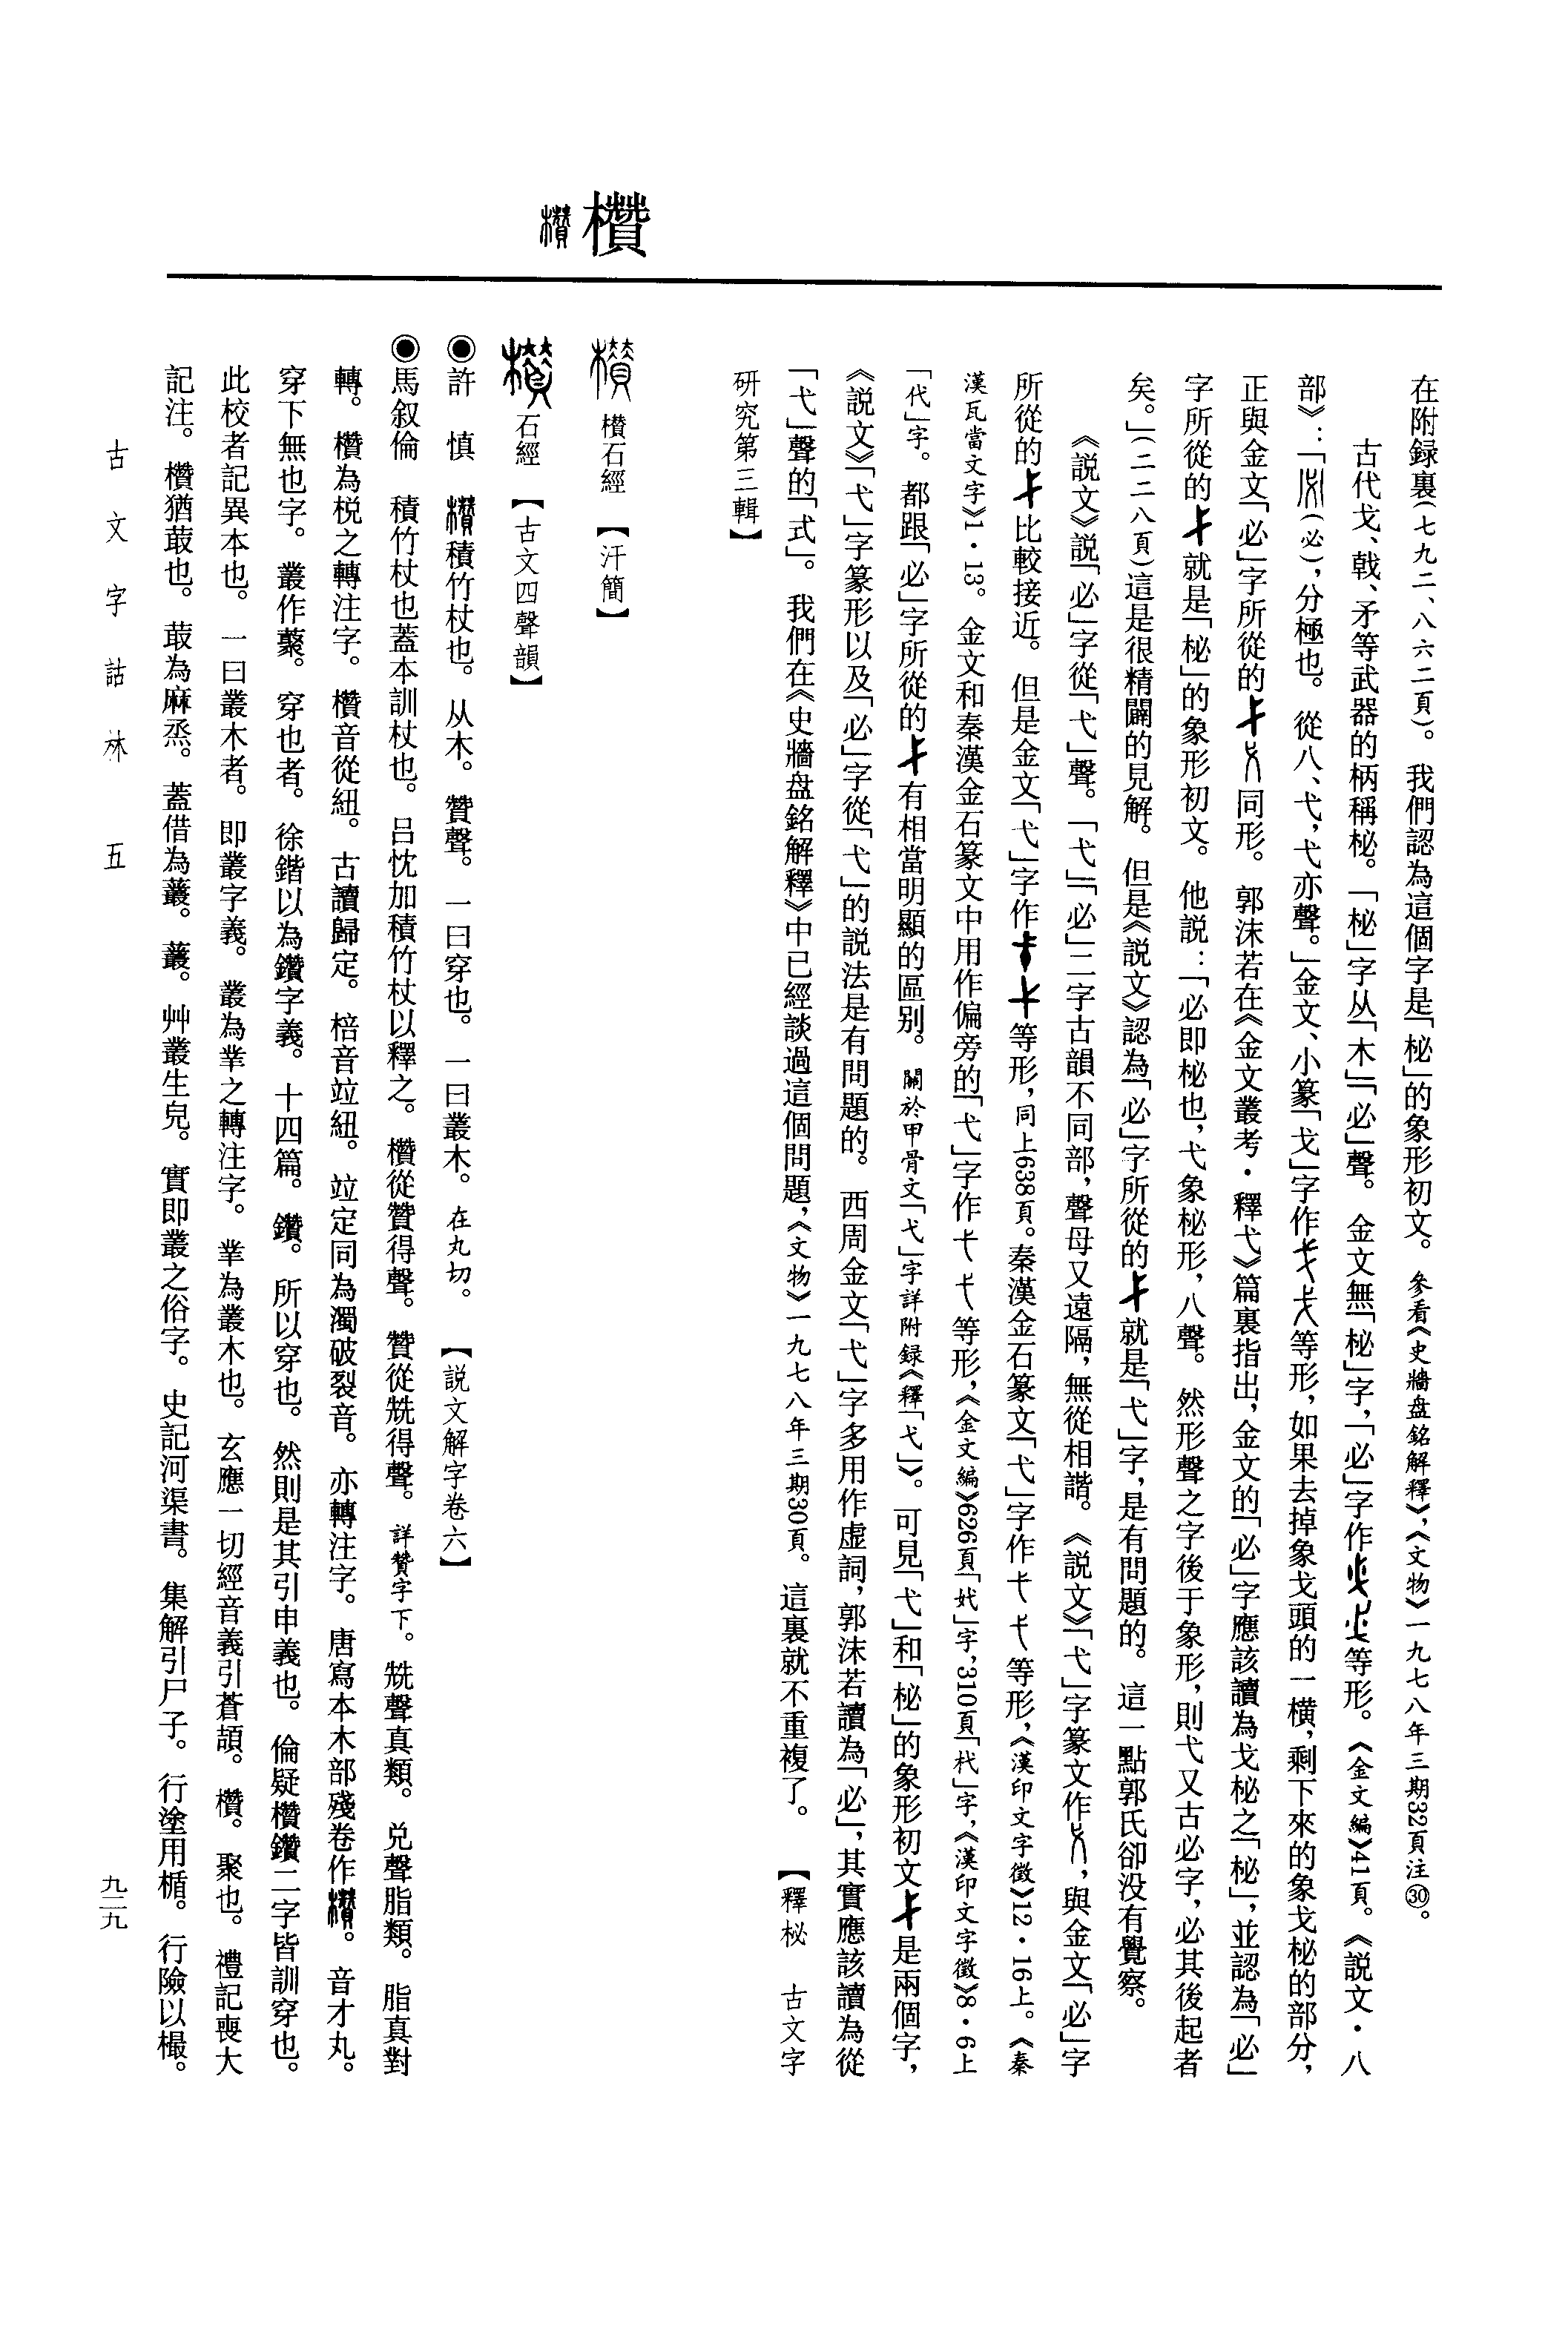 欑
在附録裏(七九二、八六二頁)。我們認為這個字是「柲」的象形初文。參看《史牆盘銘解釋》,《文物》一九七八年三期32頁注㉚。
古代戈、戟、矛等武器的柄稱柲。「柲」字从「木」「必」聲。金文無「柲」字,「必」字作等形。《金文編》41頁。《説文·八
部》:「(必),分極也。從八、弋,弋亦聲。」金文、小篆「戈」字作等形,如果去掉象戈頭的一横,剩下來的象戈柲的部分,
正與金文「必」字所從的同形。郭沫若在《金文叢考·釋弋》篇裏指出,金文的「必」字應該讀為戈柲之「柲」,並認為「必」
字所從的就是「柲」的象形初文。他説:「必即柲也,弋象柲形,八聲。然形聲之字後于象形,則弋又古必字,必其後起者
矣。」(二二八頁)這是很精闢的見解。但是《説文》認為「必」字所從的就是「弋」字,是有問題的。這一點郭氏卻没有覺察。
《説文》説「必」字從「弋」聲。「弋」「必」二字古韻不同部,聲母又遠隔,無從相諧。《説文》「弋」字篆文作,與金文「必」字
所從的比較接近。但是金文「弋」字作等形,同上638頁。秦漢金石篆文「弋」字作等形,《漢印文字徵》12·16上。《秦
漢瓦當文字》1·13。金文和秦漢金石篆文中用作偏旁的「弋」字作等形,《金文編》626頁「妷」字,310頁「杙」字,《漢印文字徵》8·6上
「代」字。都跟「必」字所從的有相當明顯的區别。關於甲骨文「弋」字詳附録《釋「弋」》。可見「弋」和「柲」的象形初文是兩個字,
《説文》「弋」字篆形以及「必」字從「弋」的説法是有問題的。西周金文「弋」字多用作虛詞,郭沫若讀為「必」,其實應該讀為從
「弋」聲的「式」。我們在《史牆盘銘解釋》中已經談過這個問題,《文物》一九七八年三期30頁。這裏就不重複了。【釋柲 古文字
研究第三輯】
欑石經【汗簡】
石經【古文四聲韻】
◉許 慎 積竹杖也。从木。贊聲。一曰穿也。一曰叢木。在丸切。【説文解字卷六】
◉馬叙倫 積竹杖也蓋本訓杖也。吕忱加積竹杖以釋之。欑從贊得聲。贊從兟得聲。詳贊字下。兟聲真類。兑聲脂類。脂真對
轉。欑為棁之轉注字。欑音從紐。古讀歸定。棓音竝紐。竝定同為濁破裂音。亦轉注字。唐寫本木部殘卷作。音才丸。
穿下無也字。叢作藂。穿也者。徐鍇以為鑽字義。十四篇。鑽。所以穿也。然則是其引申義也。倫疑欑鑽二字皆訓穿也。
此校者記異本也。一曰叢木者。即叢字義。叢為丵之轉注字。丵為叢木也。玄應一切經音義引蒼頡。欑。聚也。禮記喪大
記注。欑猶菆也。菆為麻烝。蓋借為叢。叢。艸叢生皃。實即叢之俗字。史記河渠書。集解引尸子。行塗用楯。行險以樶。
古文字詁林 五
九二九